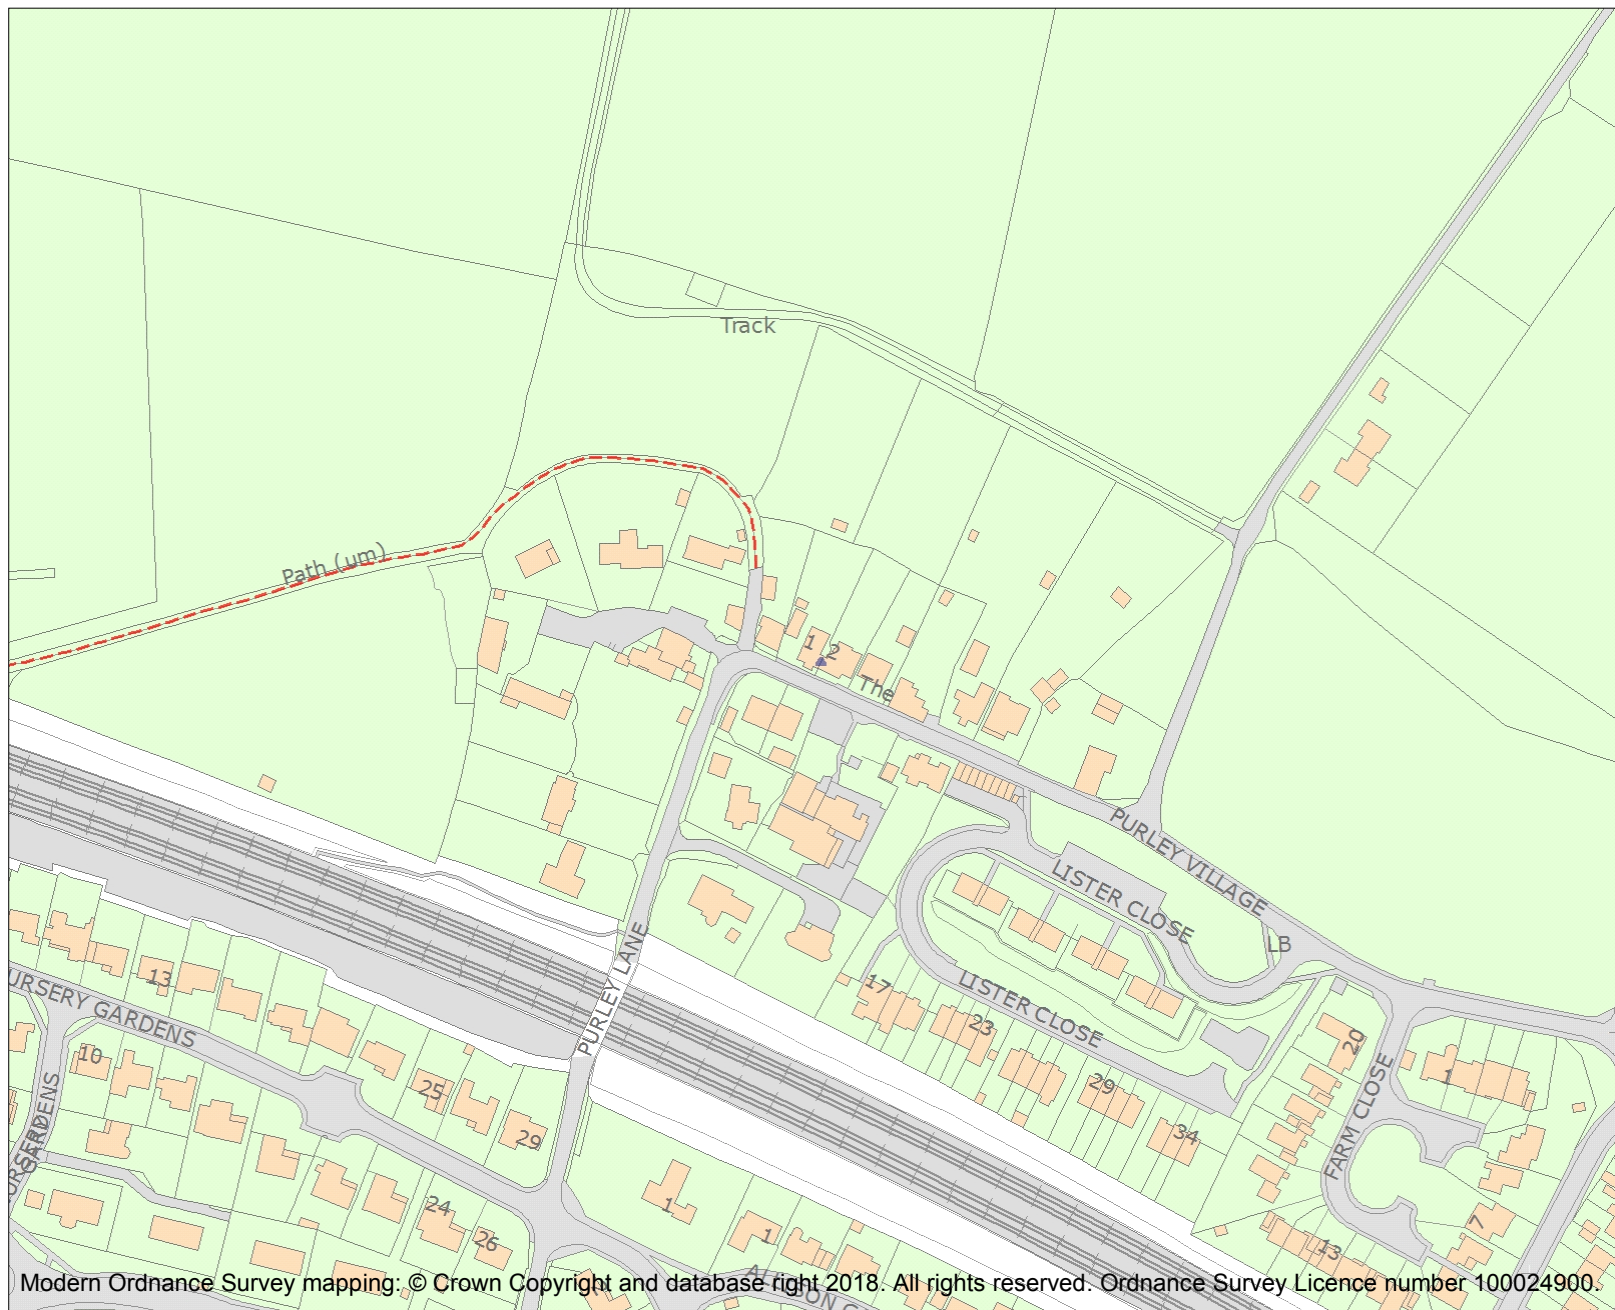 Track
Path (um)
1
2
The
PURLEY VILLAGE
LISTER CLOSE
LB
PURLEY LANE
13
17
LISTER CLOSE
URSERY GARDENS
23
20
10
25
29
1
29
34
FARM CLOSE
24
26
1
1
7
13
Modern Ordnance Survey mapping: © Crown Copyright and database right 2018. All rights reserved. Ordnance Survey Licence number 100024900.